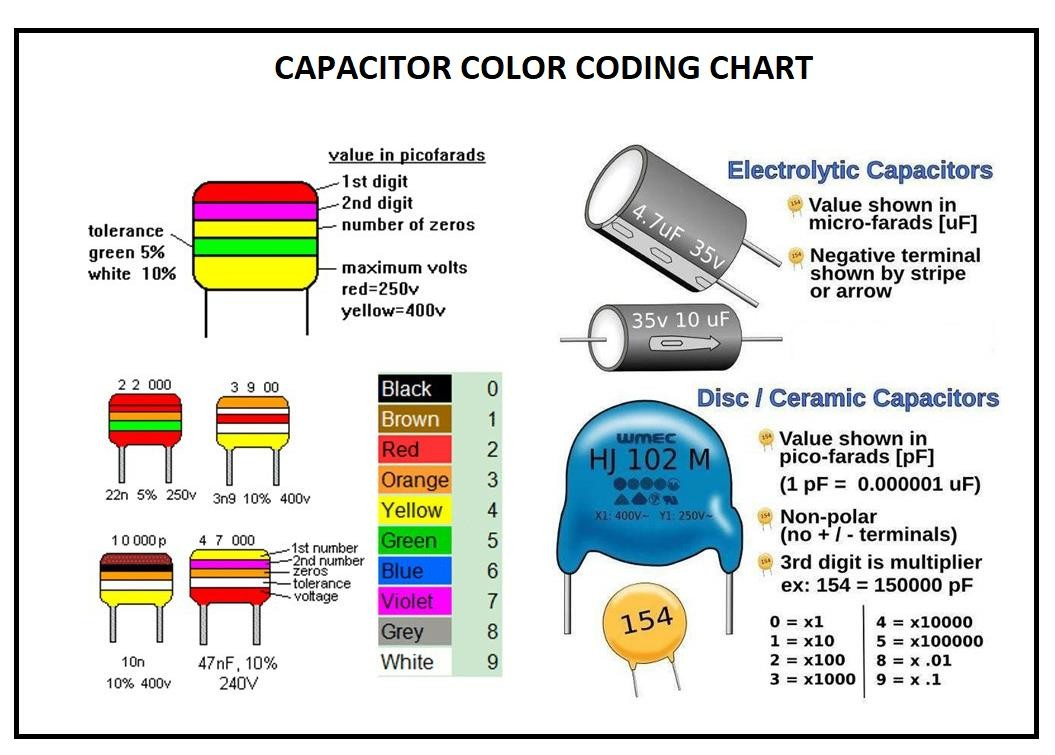 CAPACITOR COLOR CODING CHART
value in picofarads
1st digit
2nd digit
number of zeros
tolerance
green 5%
white 10%
maximum volts
red=250v
yellow=400v
2 2 000
3 9 00
22n 5% 250v
3n9 10% 400v
10000p
4 7 000
1st number
2nd number
zeros
tolerance
voltage
10n
10% 400v
47nF, 10%
240V
Black 0
Brown 1
Red 2
Orange 3
Yellow 4
Green 5
Blue 6
Violet 7
Grey 8
White 9
Electrolytic Capacitors
4.7uF 35v
154 Value shown in
micro-farads [uF]
154 Negative terminal
shown by stripe
or arrow
35v 10 uF
Disc / Ceramic Capacitors
WMEC
HJ 102 M
X1: 400V~ Y1: 250V~
154 Value shown in
pico-farads [pF]
(1 pF = 0.000001 uF)
154 Non-polar
(no + / - terminals)
154 3rd digit is multiplier
ex: 154 = 150000 pF
154
0 = x1
1 = x10
2 = x100
3 = x1000
4 = x10000
5 = x100000
8 = x .01
9 = x .1